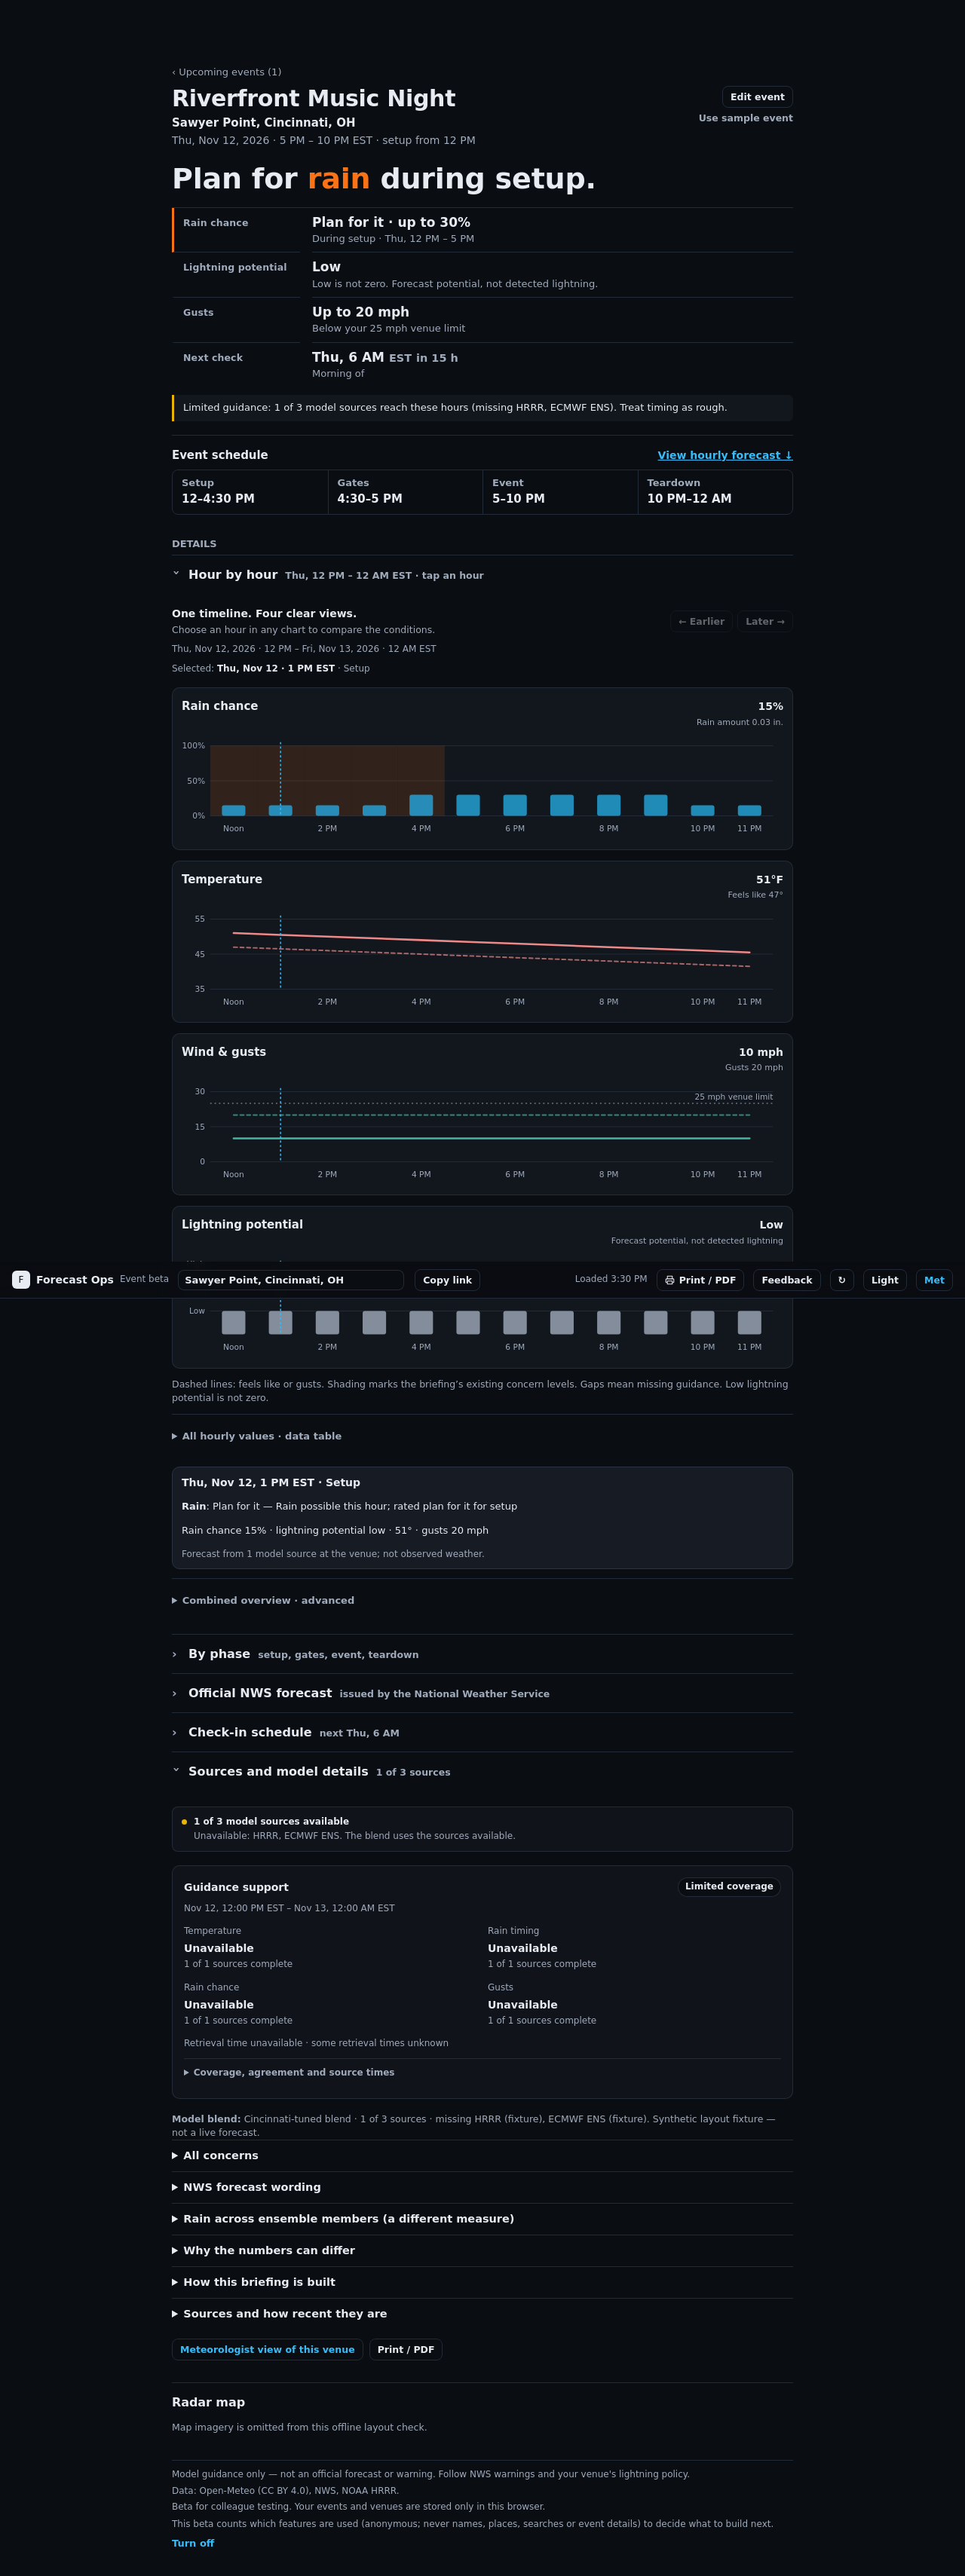 ‹ Upcoming events (1)
Riverfront Music Night
Edit event
Sawyer Point, Cincinnati, OH
Use sample event
Thu, Nov 12, 2026 · 5 PM – 10 PM EST · setup from 12 PM
Plan for rain during setup.
Rain chance
Plan for it · up to 30%
During setup · Thu, 12 PM – 5 PM
Lightning potential
Low
Low is not zero. Forecast potential, not detected lightning.
Gusts
Up to 20 mph
Below your 25 mph venue limit
Next check
Thu, 6 AM EST in 15 h
Morning of
Limited guidance: 1 of 3 model sources reach these hours (missing HRRR, ECMWF ENS). Treat timing as rough.
Event schedule
View hourly forecast ↓
Setup
12–4:30 PM
Gates
4:30–5 PM
Event
5–10 PM
Teardown
10 PM–12 AM
DETAILS
Hour by hour Thu, 12 PM – 12 AM EST · tap an hour
One timeline. Four clear views.
Choose an hour in any chart to compare the conditions.
← Earlier
Later →
Thu, Nov 12, 2026 · 12 PM – Fri, Nov 13, 2026 · 12 AM EST
Selected: Thu, Nov 12 · 1 PM EST · Setup
Rain chance
15%
Rain amount 0.03 in.
100%
50%
0%
Noon 2 PM 4 PM 6 PM 8 PM 10 PM 11 PM
Temperature
51°F
Feels like 47°
55
45
35
Noon 2 PM 4 PM 6 PM 8 PM 10 PM 11 PM
Wind & gusts
10 mph
Gusts 20 mph
30
25 mph venue limit
15
0
Noon 2 PM 4 PM 6 PM 8 PM 10 PM 11 PM
Lightning potential
Low
Forecast potential, not detected lightning
F Forecast Ops Event beta Sawyer Point, Cincinnati, OH Copy link Loaded 3:30 PM Print / PDF Feedback ↻ Light Met
Low
Noon 2 PM 4 PM 6 PM 8 PM 10 PM 11 PM
Dashed lines: feels like or gusts. Shading marks the briefing's existing concern levels. Gaps mean missing guidance. Low lightning
potential is not zero.
▶ All hourly values · data table
Thu, Nov 12, 1 PM EST · Setup
Rain: Plan for it — Rain possible this hour; rated plan for it for setup
Rain chance 15% · lightning potential low · 51° · gusts 20 mph
Forecast from 1 model source at the venue; not observed weather.
▶ Combined overview · advanced
› By phase setup, gates, event, teardown
› Official NWS forecast issued by the National Weather Service
› Check-in schedule next Thu, 6 AM
Sources and model details 1 of 3 sources
1 of 3 model sources available
Unavailable: HRRR, ECMWF ENS. The blend uses the sources available.
Guidance support
Limited coverage
Nov 12, 12:00 PM EST – Nov 13, 12:00 AM EST
Temperature
Unavailable
1 of 1 sources complete
Rain timing
Unavailable
1 of 1 sources complete
Rain chance
Unavailable
1 of 1 sources complete
Gusts
Unavailable
1 of 1 sources complete
Retrieval time unavailable · some retrieval times unknown
▶ Coverage, agreement and source times
Model blend: Cincinnati-tuned blend · 1 of 3 sources · missing HRRR (fixture), ECMWF ENS (fixture). Synthetic layout fixture —
not a live forecast.
▶ All concerns
▶ NWS forecast wording
▶ Rain across ensemble members (a different measure)
▶ Why the numbers can differ
▶ How this briefing is built
▶ Sources and how recent they are
Meteorologist view of this venue
Print / PDF
Radar map
Map imagery is omitted from this offline layout check.
Model guidance only — not an official forecast or warning. Follow NWS warnings and your venue's lightning policy.
Data: Open-Meteo (CC BY 4.0), NWS, NOAA HRRR.
Beta for colleague testing. Your events and venues are stored only in this browser.
This beta counts which features are used (anonymous; never names, places, searches or event details) to decide what to build next.
Turn off